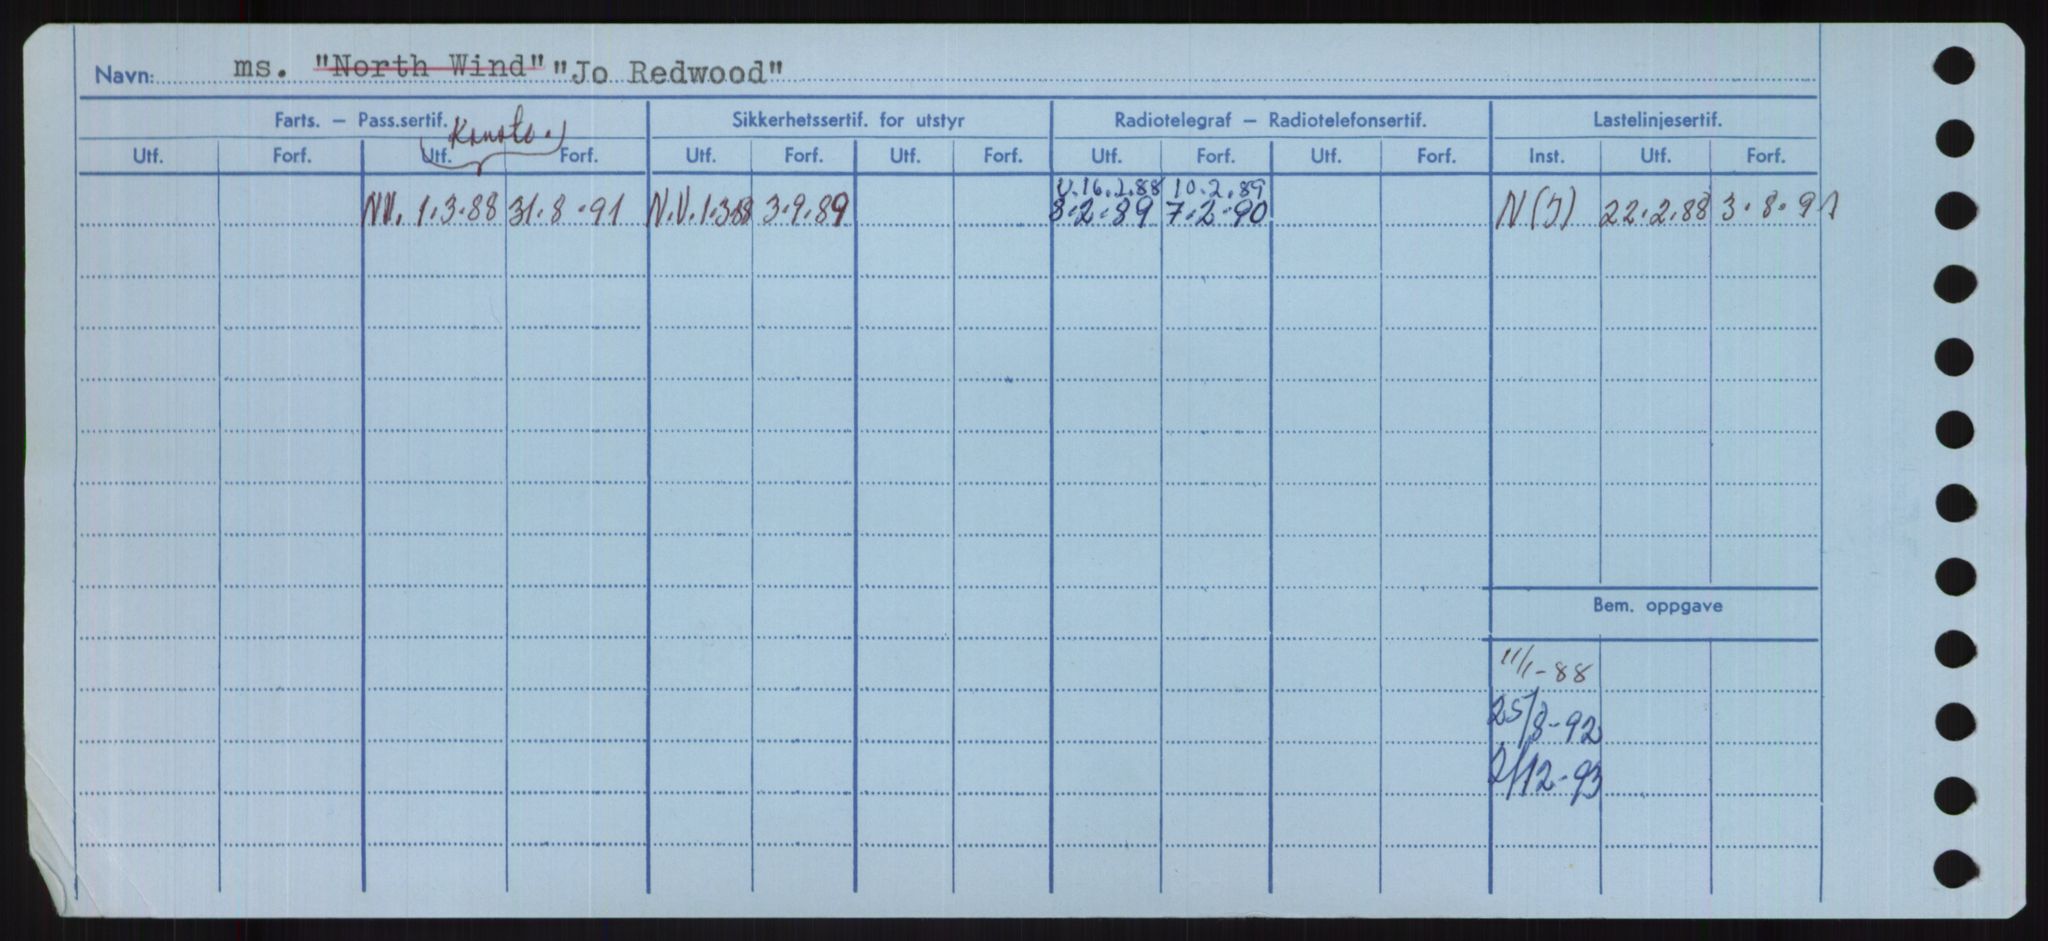 Navn: ms. "North Wind" "Jo Redwood"
Farts. – Pass.sertif. Sikkerhetssertif. for utstyr Radiotelegraf – Radiotelefonsertif. Lastelinjesertif.
Konstr.
Utf. Forf. Utf. Forf. Utf. Forf. Utf. Forf. Utf. Forf. Utf. Forf. Inst. Utf. Forf.
U.16.2.88 10.2.89
NV. 1.3.88 31.8.91 N.V. 1.3.88 3.9.89 8.2.89 7.2.90 N(J) 22.2.88 3.8.91
Bem. oppgave
11/1-88
25/8-92
2/12-93